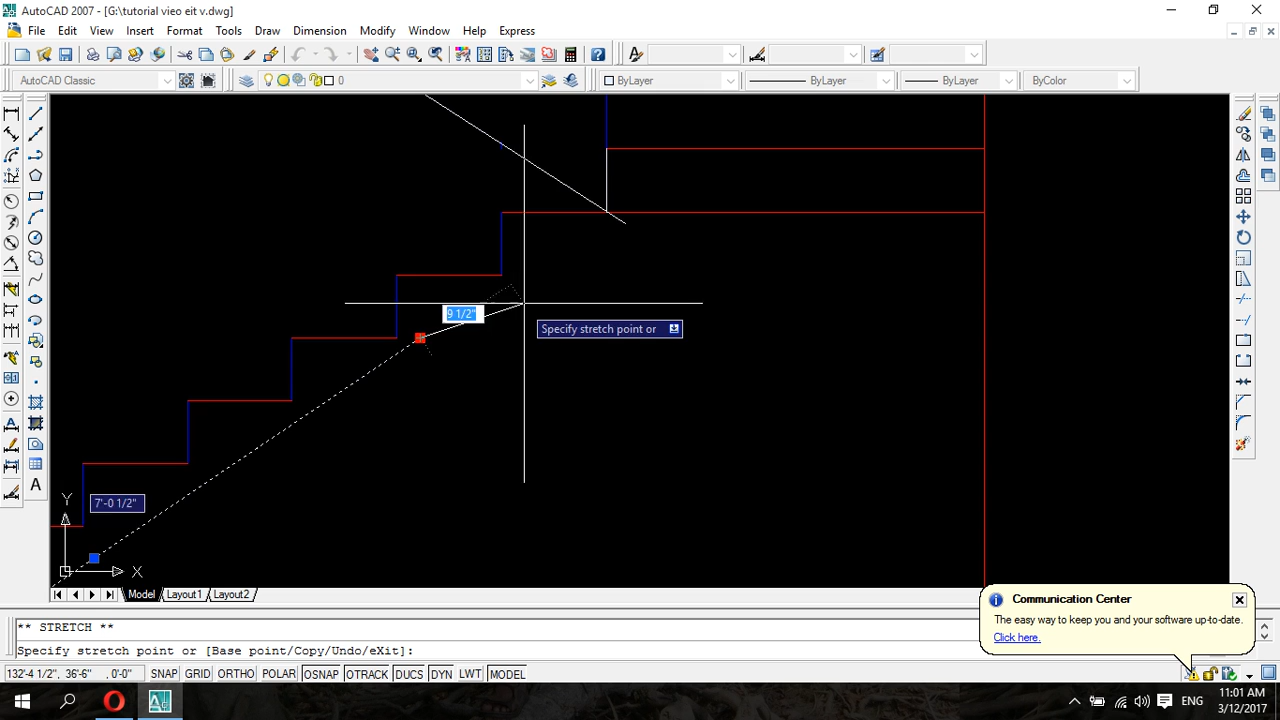 AutoCAD 2007 - [G:\tutorial vieo eit v.dwg]
File Edit View Insert Format Tools Draw Dimension Modify Window Help Express
AutoCAD Classic 0 ByLayer ByLayer ByLayer ByColor
9 1/2"
Specify stretch point or
7'-0 1/2"
Y
X
Model Layout1 Layout2
Communication Center
The easy way to keep you and your software up-to-date.
Click here.
** STRETCH **
Specify stretch point or [Base point/Copy/Undo/eXit]:
132'-4 1/2", 36'-6" , 0'-0" SNAP GRID ORTHO POLAR OSNAP OTRACK DUCS DYN LWT MODEL
ENG
11:01 AM
3/12/2017